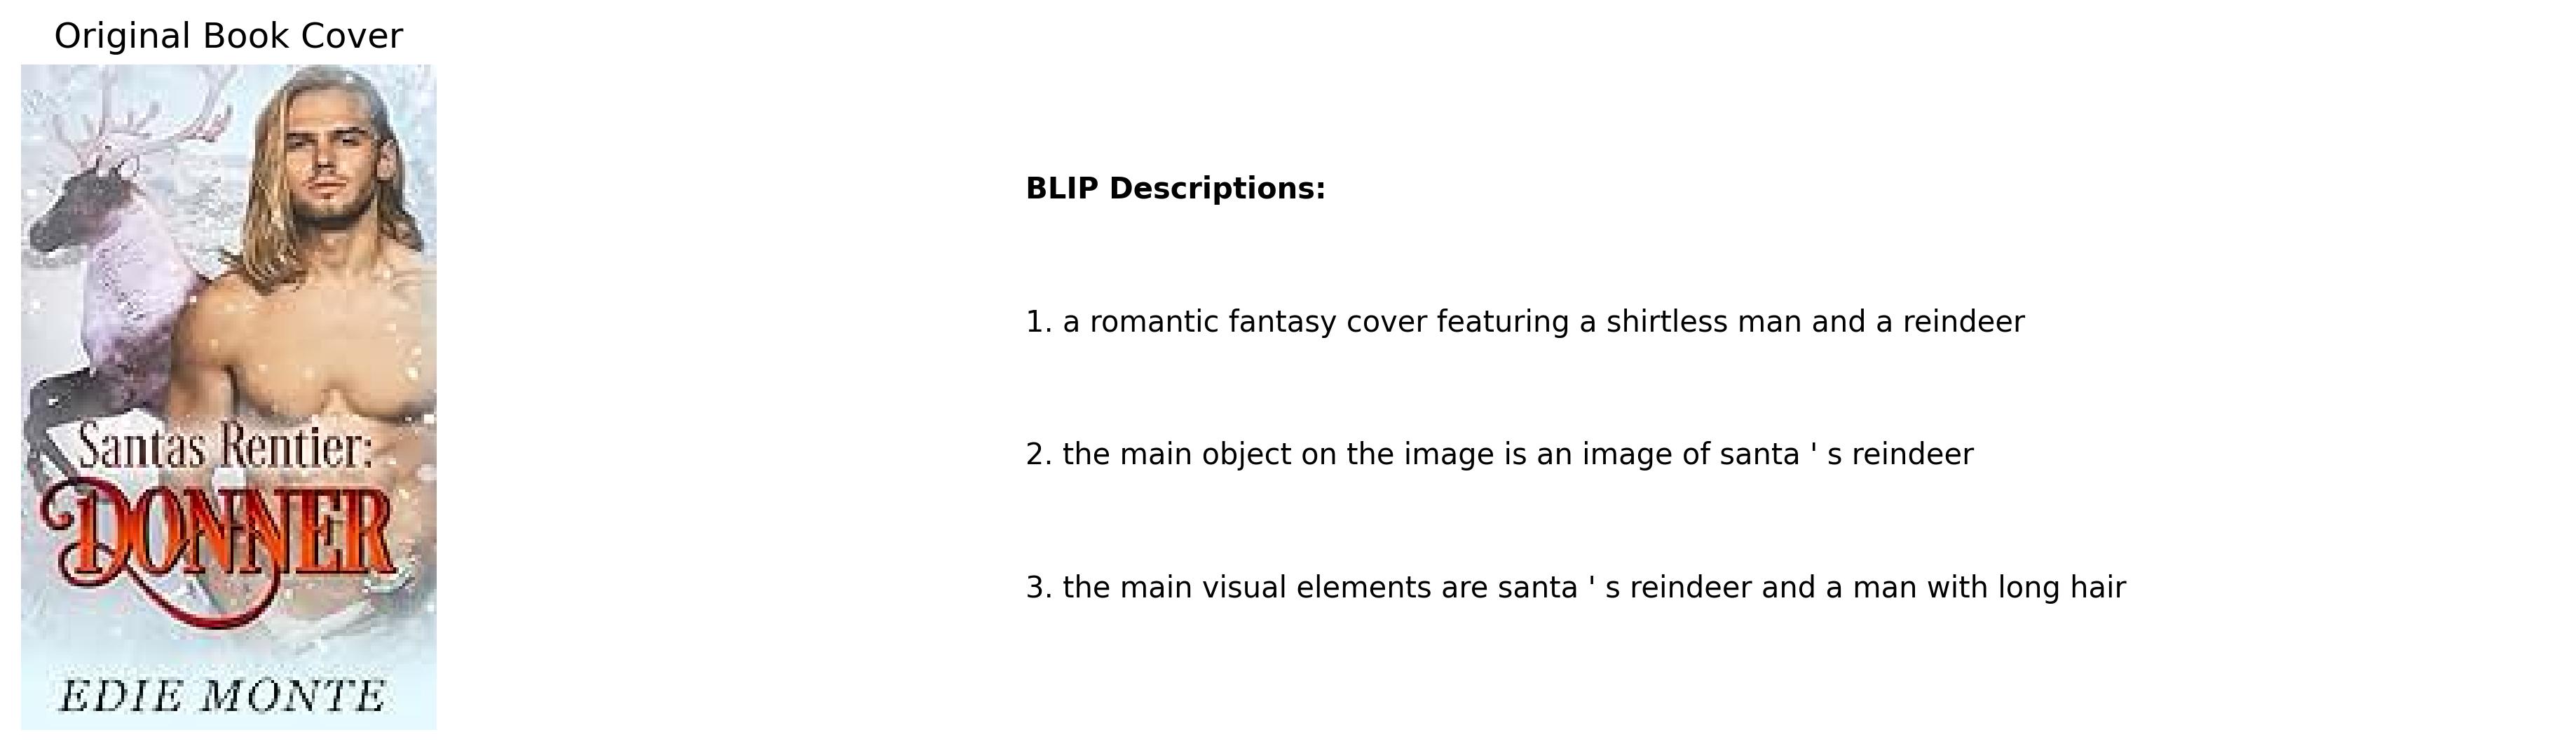 Original Book Cover
Santas Rentier:
DONNER
EDIE MONTE
BLIP Descriptions:
1. a romantic fantasy cover featuring a shirtless man and a reindeer
2. the main object on the image is an image of santa ' s reindeer
3. the main visual elements are santa ' s reindeer and a man with long hair